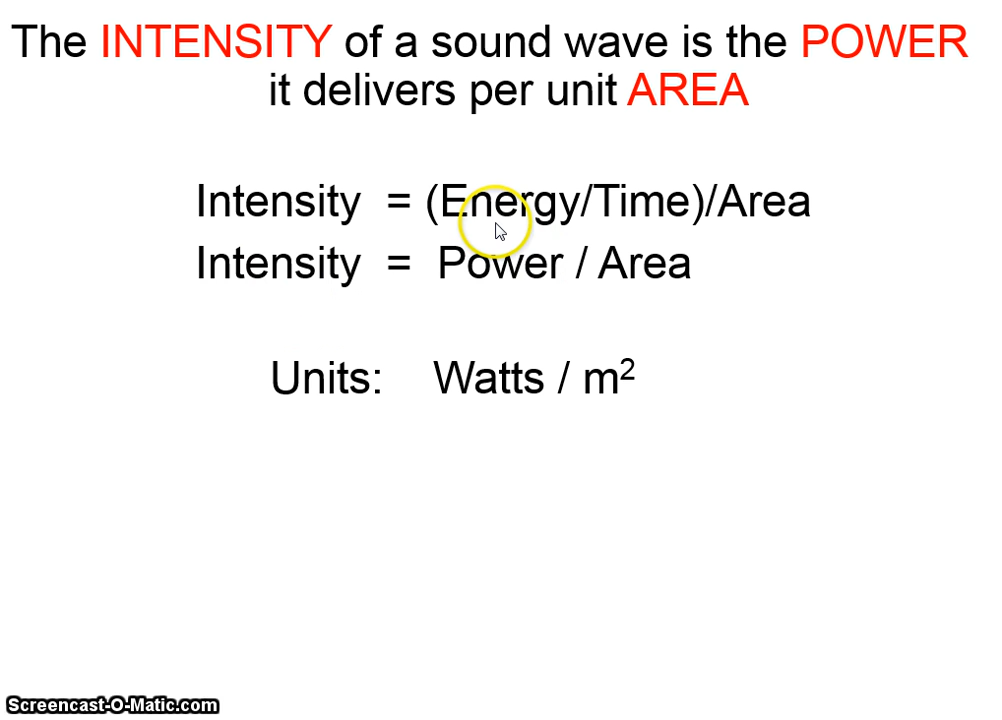 The INTENSITY of a sound wave is the POWER
it delivers per unit AREA
Intensity = (Energy/Time)/Area
Intensity = Power / Area
Units: Watts / m²
Screencast-O-Matic.com